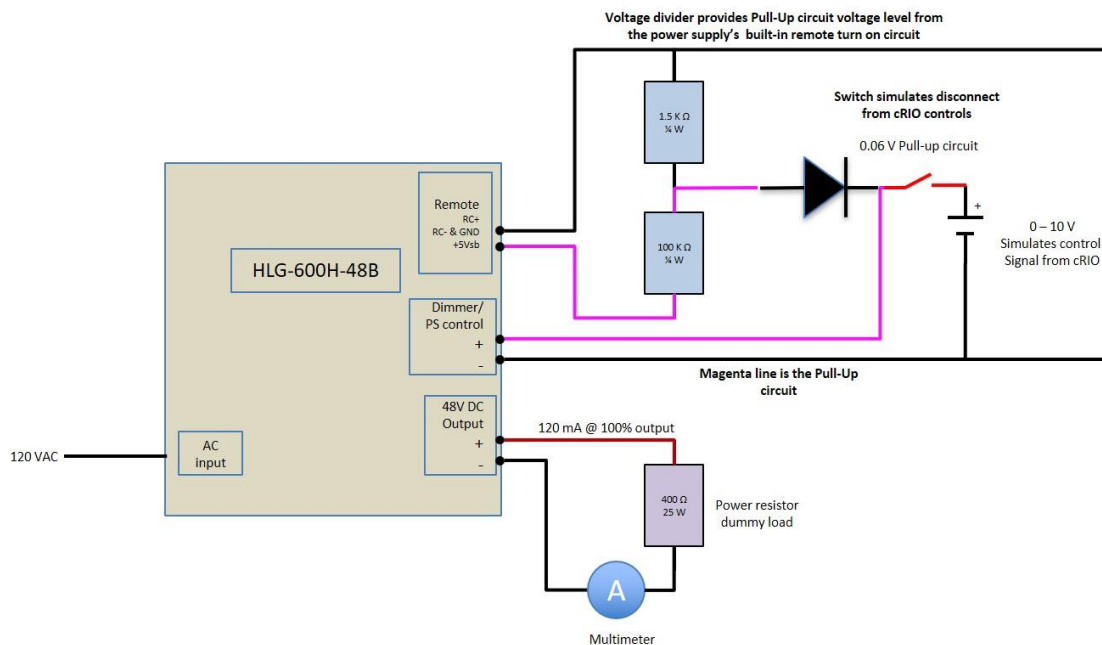 Voltage divider provides Pull-Up circuit voltage level from
the power supply's built-in remote turn on circuit
Switch simulates disconnect
from cRIO controls
0.06 V Pull-up circuit
1.5 K Ω
¼ W
Remote
RC+
RC- & GND
+5Vsb
100 K Ω
¼ W
+
0 – 10 V
Simulates control
Signal from cRIO
HLG-600H-48B
Dimmer/
PS control
+
-
Magenta line is the Pull-Up
circuit
48V DC
Output
+
-
120 mA @ 100% output
120 VAC
AC
input
400 Ω
25 W
Power resistor
dummy load
A
Multimeter